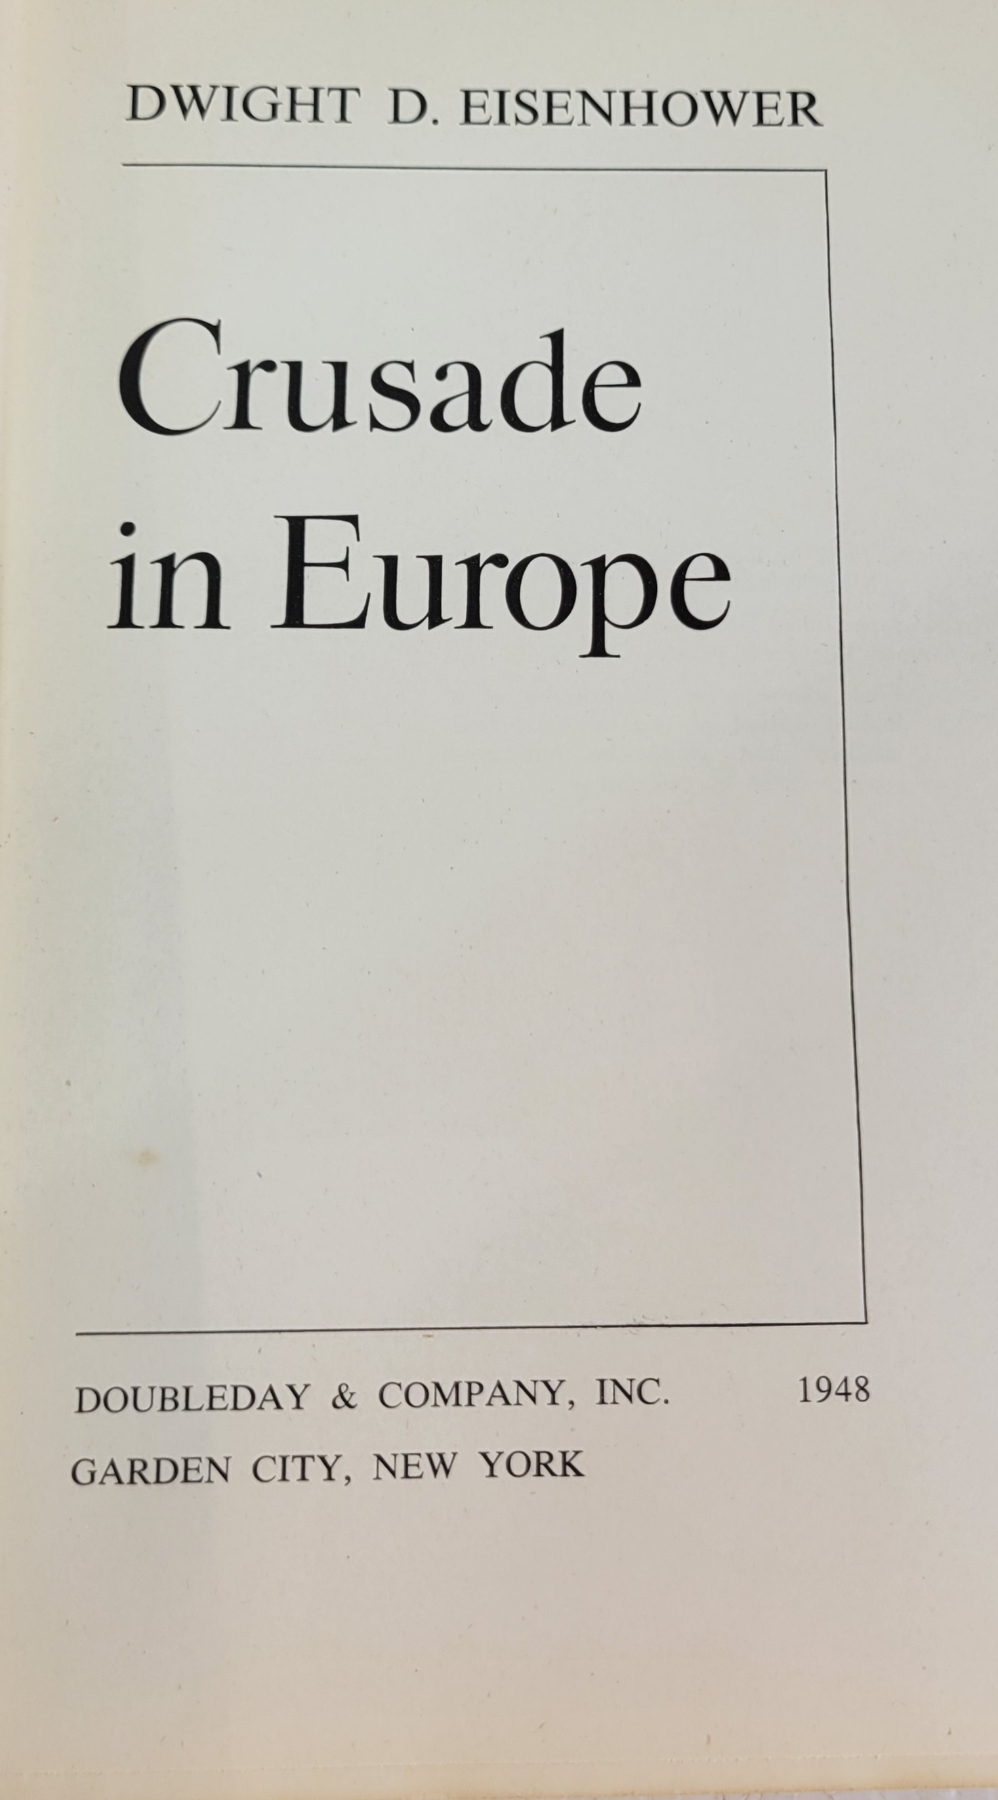 DWIGHT D. EISENHOWER
Crusade
in Europe
DOUBLEDAY & COMPANY, INC. 1948
GARDEN CITY, NEW YORK